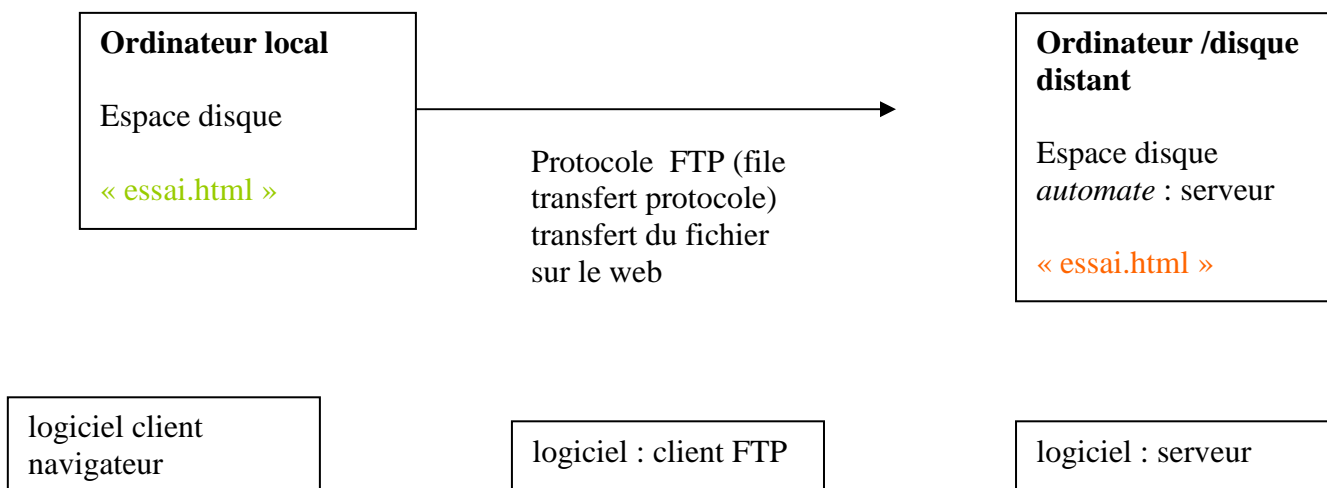 Ordinateur local
Espace disque
« essai.html »
Protocole FTP (file
transfert protocole)
transfert du fichier
sur le web
Ordinateur /disque
distant
Espace disque
automate : serveur
« essai.html »
logiciel client
navigateur
logiciel : client FTP
logiciel : serveur